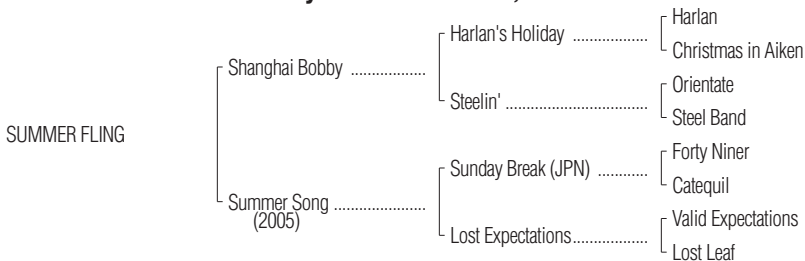 Harlan
Harlan's Holiday ..................
Christmas in Aiken
Shanghai Bobby ..................
Orientate
Steelin' ..................................
Steel Band
SUMMER FLING
Forty Niner
Sunday Break (JPN) ............
Catequil
Summer Song ......................
(2005)
Valid Expectations
Lost Expectations..................
Lost Leaf